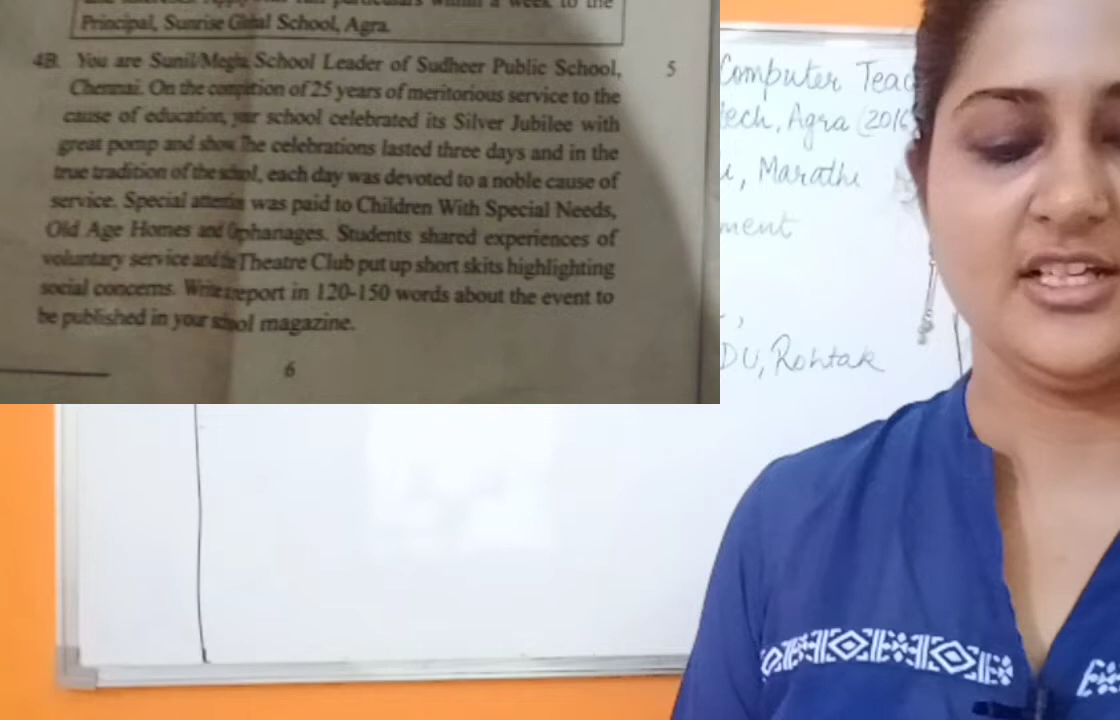 Principal, Sunrise Global School, Agra.
4B. You are Sunil/Megha School Leader of Sudheer Public School, 5
Chennai. On the completion of 25 years of meritorious service to the
cause of education, your school celebrated its Silver Jubilee with
great pomp and show. The celebrations lasted three days and in the
true tradition of the school, each day was devoted to a noble cause of
service. Special attention was paid to Children With Special Needs,
Old Age Homes and Orphanages. Students shared experiences of
voluntary service and the Theatre Club put up short skits highlighting
social concerns. Write a report in 120-150 words about the event to
be published in your school magazine.
6
Computer Teac
tech, Agra (2016
, Marathi
ment
DU, Rohtak